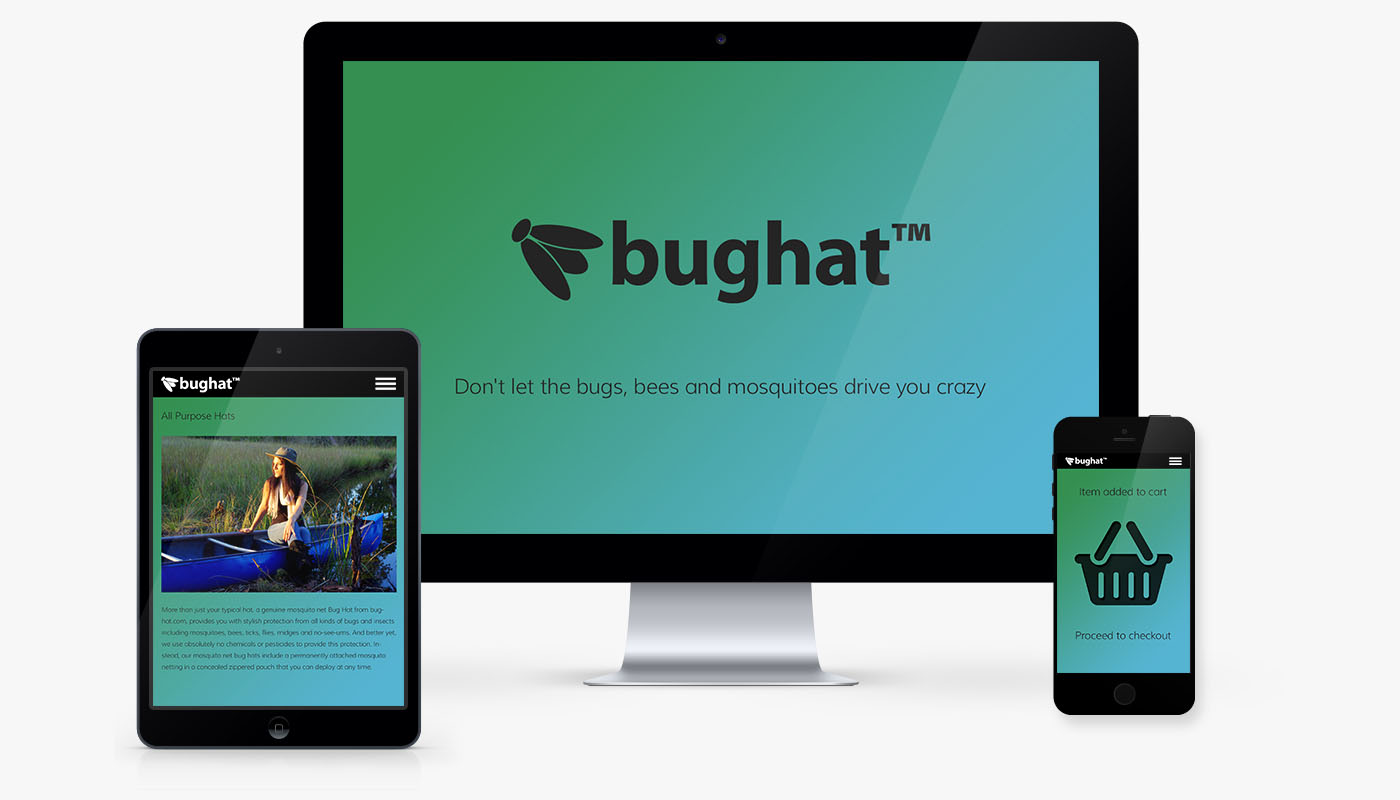 bughat™
Don't let the bugs, bees and mosquitoes drive you crazy
bughat™
All Purpose Hats
More than just your typical hat, a genuine mosquito net Bug Hat from bug-
hat.com, provides you with stylish protection from all kinds of bugs and insects
including mosquitoes, bees, ticks, flies, midges and no-see-ums. And better yet,
we use absolutely no chemicals or pesticides to provide this protection. In-
stead, our mosquito net bug hats include a permanently attached mosquito
netting in a concealed zippered pouch that you can deploy at any time.
bughat™
Item added to cart
Proceed to checkout